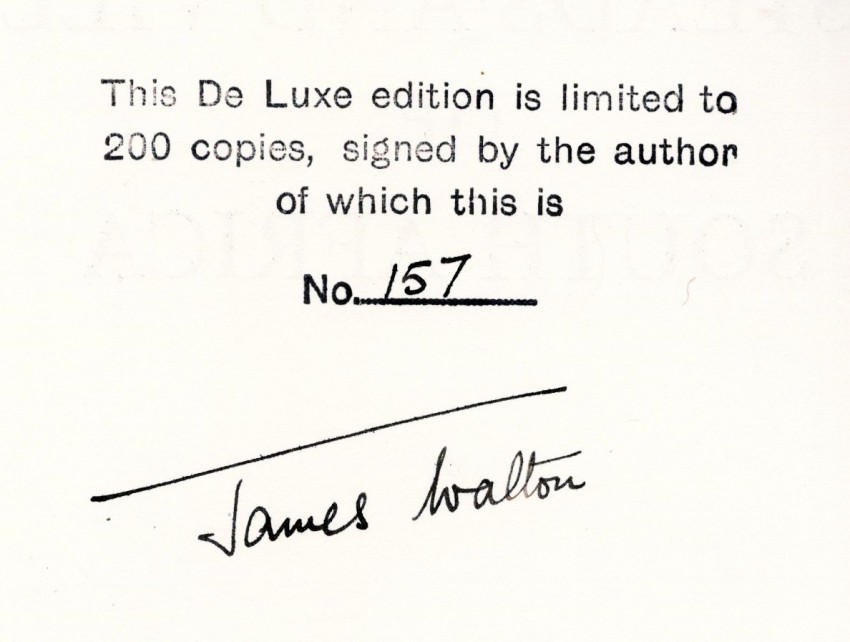 This De Luxe edition is limited to
200 copies, signed by the author
of which this is
No. 157
James Walton